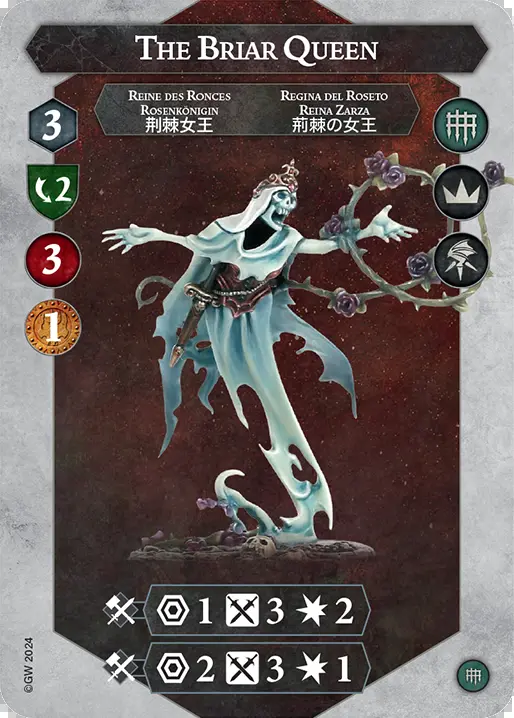 The Briar Queen
Reine des Ronces
Rosenkönigin
荆棘女王
Regina del Roseto
Reina Zarza
荊棘の女王
3
2
3
1
1 3 2
2 3 1
©GW 2024